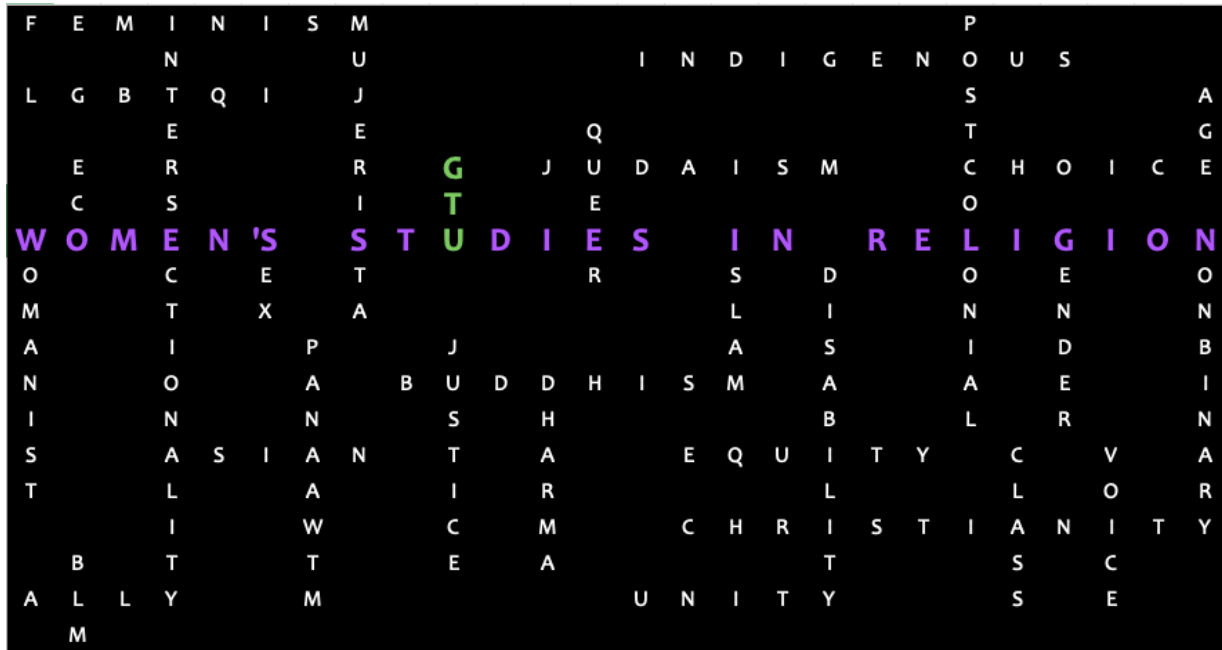 FEMINISM
INTERSECTIONALITY
MUJERISTA
POSTCOLONIAL
INDIGENOUS
LGBTQI
AGE
QUEER
ECO
GTU
JUDAISM
CHOICE
WOMEN'S STUDIES IN RELIGION
WOMANIST
SEX
ISLAM
DISABILITY
GENDER
NONBINARY
PANAAWTM
JUSTICE
BUDDHISM
DHARMA
ASIAN
EQUITY
CLASS
VOICE
CHRISTIANITY
BLM
ALLY
UNITY